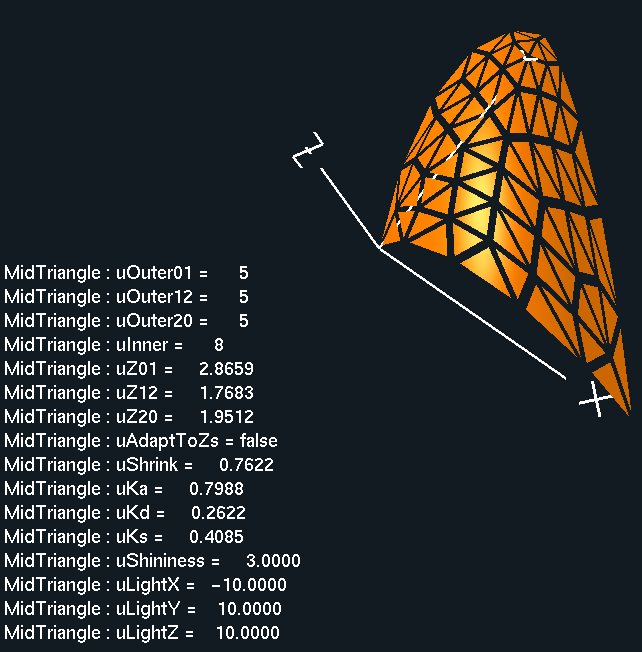 Y
Z
MidTriangle : uOuter01 = 5
MidTriangle : uOuter12 = 5
MidTriangle : uOuter20 = 5
MidTriangle : uInner = 8
MidTriangle : uZ01 = 2.8659
MidTriangle : uZ12 = 1.7683
MidTriangle : uZ20 = 1.9512
MidTriangle : uAdaptToZs = false
X
MidTriangle : uShrink = 0.7622
MidTriangle : uKa = 0.7988
MidTriangle : uKd = 0.2622
MidTriangle : uKs = 0.4085
MidTriangle : uShininess = 3.0000
MidTriangle : uLightX = −10.0000
MidTriangle : uLightY = 10.0000
MidTriangle : uLightZ = 10.0000